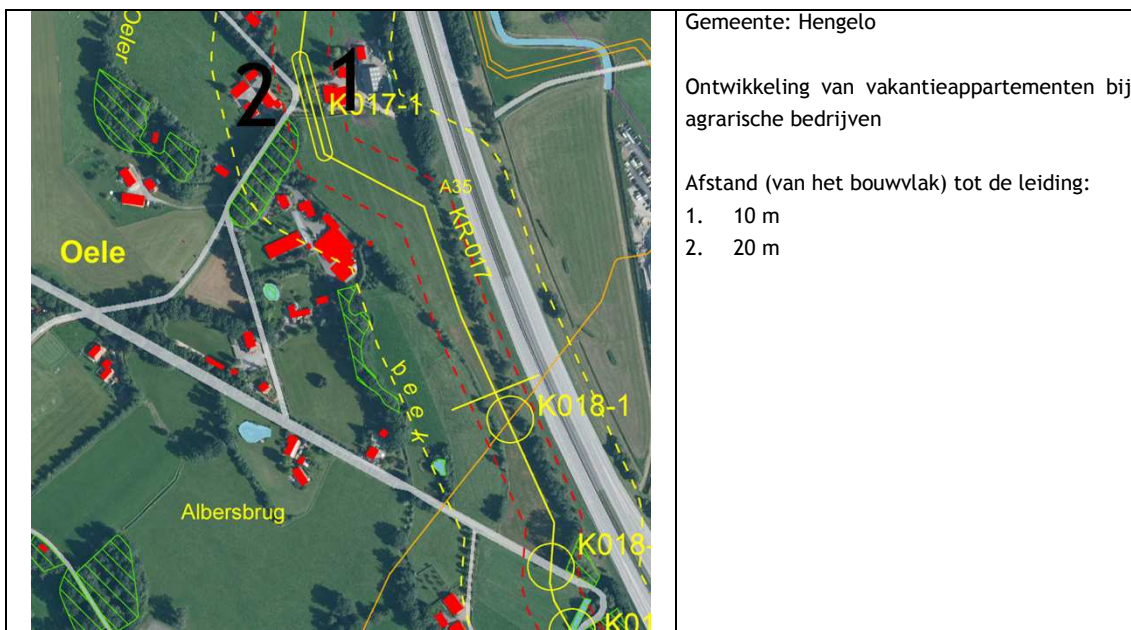 Oeler
2
1
K017-1
A35
KR-017
Oele
beek
K018-1
Albersbrug
K018-
K01
Gemeente: Hengelo
Ontwikkeling van vakantieappartementen bij
agrarische bedrijven
Afstand (van het bouwvlak) tot de leiding:
1. 10 m
2. 20 m